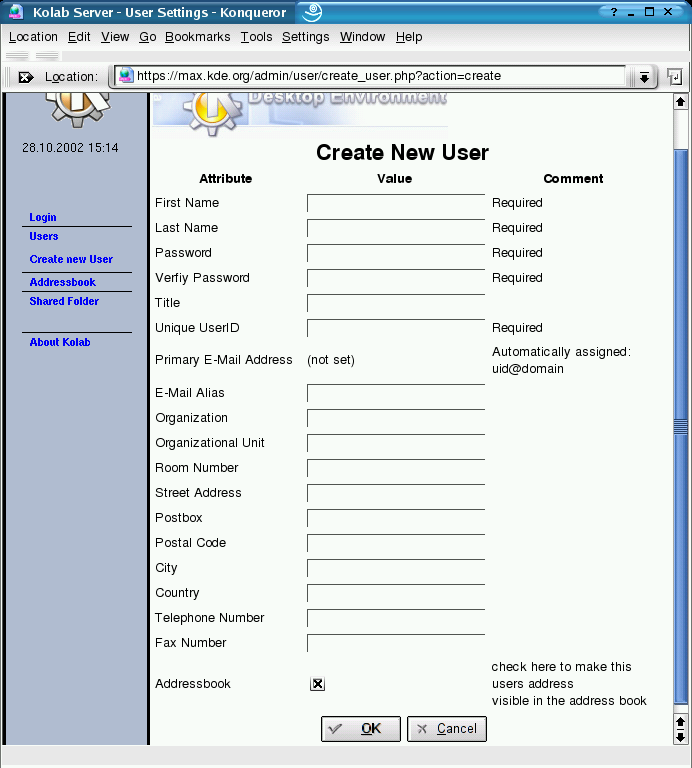 Kolab Server - User Settings - Konqueror
Location Edit View Go Bookmarks Tools Settings Window Help
Location: https://max.kde.org/admin/user/create_user.php?action=create
Desktop Environment
28.10.2002 15:14
Login
Users
Create new User
Addressbook
Shared Folder
About Kolab
Create New User
Attribute Value Comment
First Name Required
Last Name Required
Password Required
Verfiy Password Required
Title
Unique UserID Required
Primary E-Mail Address (not set) Automatically assigned:
uid@domain
E-Mail Alias
Organization
Organizational Unit
Room Number
Street Address
Postbox
Postal Code
City
Country
Telephone Number
Fax Number
check here to make this
Addressbook users address
visible in the address book
OK Cancel